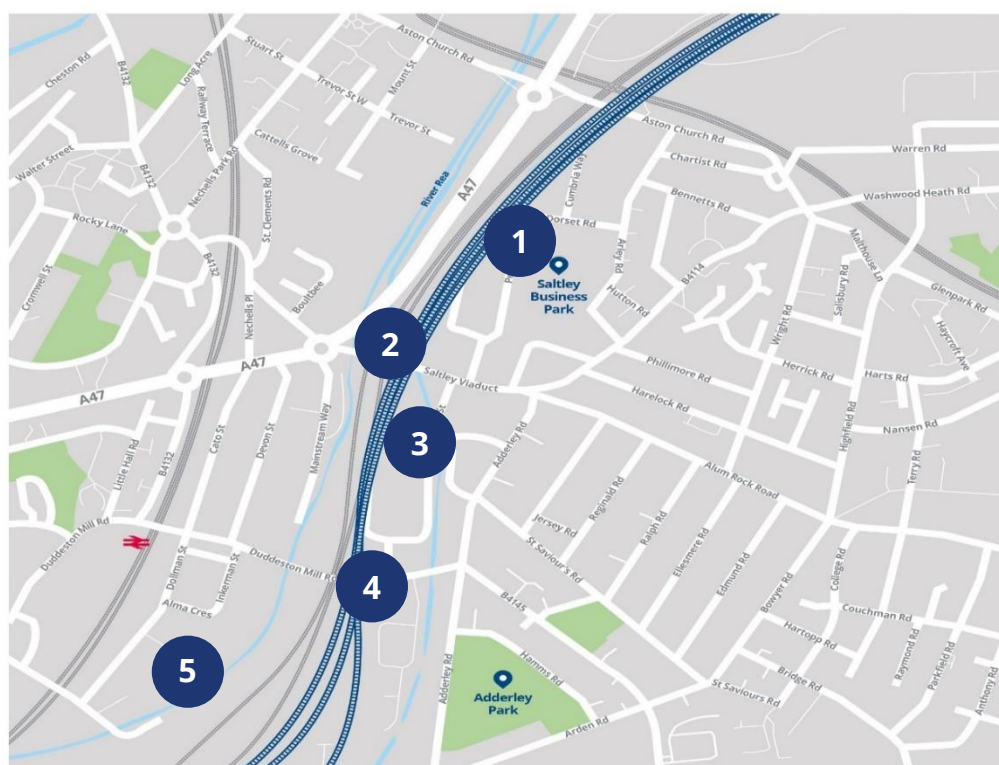 Aston Church Rd
Stuart St
Long Acre
B4132
Cheston Rd
Mount St
Trevor St W
Railway Terrace
Trevor St
Aston Church Rd
Cattells Grove
Warren Rd
Chartist Rd
Walter Street
Nechells Park Rd
B4132
River Rea
A47
Cumbria Way
Washwood Heath Rd
Bennetts Rd
St Clements Rd
Rocky Lane
Dorset Rd
1
Arley Rd
Malthouse Ln
B4132
B4114
Saltley
Business
Park
Cromwell St
Boultbee
Hutton Rd
Salisbury Rd
Glenpark Rd
Nechells Pl
Wright Rd
2
Haycroft Ave
A47
A47
Saltley Viaduct
Phillimore Rd
Herrick Rd
Harts Rd
Harelock Rd
St
Mainstream Way
Highfield Rd
Nansen Rd
3
Cato St
Devon St
Adderley Rd
Little Hall Rd
B4132
Alum Rock Road
Terry Rd
Reginald Rd
Jersey Rd
Ralph Rd
Duddeston Mill Rd
Ellesmere Rd
St Saviour's Rd
Edmund Rd
College Rd
Dollman St
Inkerman St
Duddeston Mill Rd
4
Bowyer Rd
Alma Cres
B4145
Couchman Rd
Hartopp Rd
5
Hamms Rd
Raymond Rd
Parkfield Rd
Adderley Rd
Bridge Rd
Anthony Rd
Adderley
Park
St Saviours Rd
Arden Rd